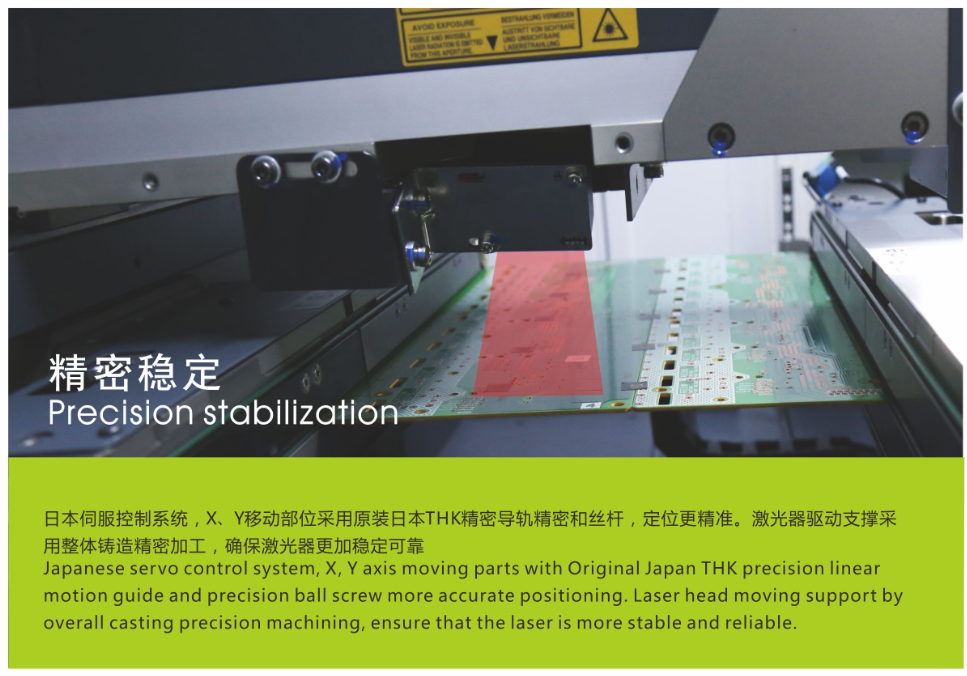 AVOID EXPOSURE
VISIBLE AND INVISIBLE
LASER RADIATION IS EMITTED
FROM THIS APERTURE.
BESTRAHLUNG VERMEIDEN
AUSTRITT VON SICHTBARE
UND UNSICHTBARE
LASERSTRAHLUNG
精密稳定
Precision stabilization
日本伺服控制系统，X、Y移动部位采用原装日本THK精密导轨精密和丝杆，定位更精准。激光器驱动支撑采
用整体铸造精密加工，确保激光器更加稳定可靠
Japanese servo control system, X, Y axis moving parts with Original Japan THK precision linear
motion guide and precision ball screw more accurate positioning. Laser head moving support by
overall casting precision machining, ensure that the laser is more stable and reliable.